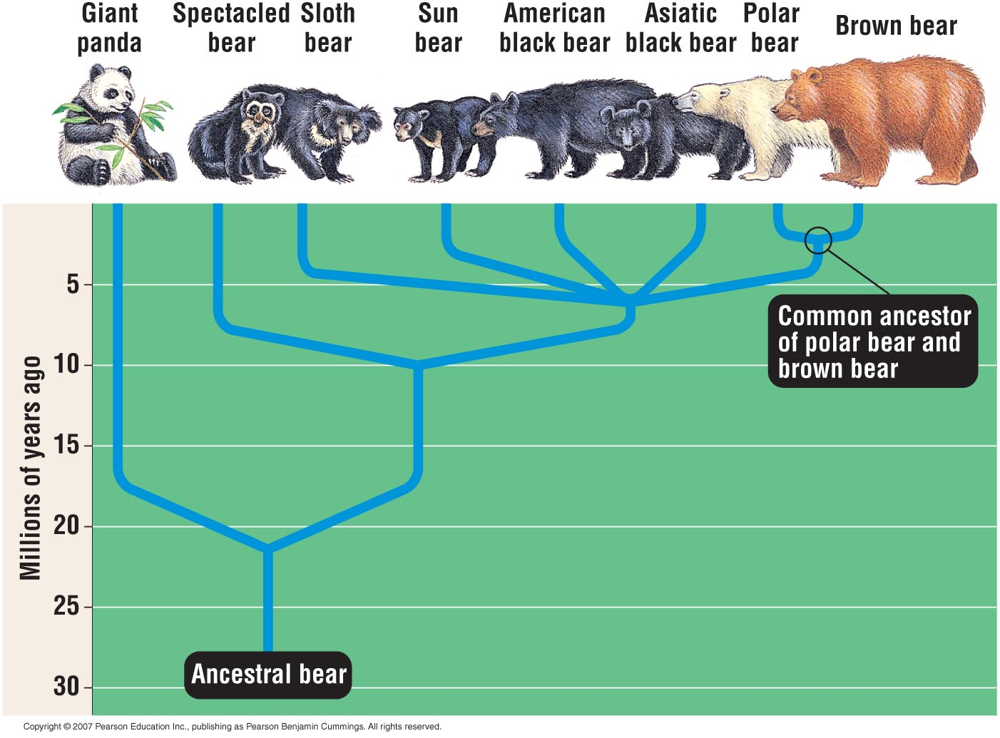 Giant
panda
Spectacled
bear
Sloth
bear
Sun
bear
American
black bear
Asiatic
black bear
Polar
bear
Brown bear
Millions of years ago
5
10
15
20
25
30
Common ancestor
of polar bear and
brown bear
Ancestral bear
Copyright © 2007 Pearson Education Inc., publishing as Pearson Benjamin Cummings. All rights reserved.